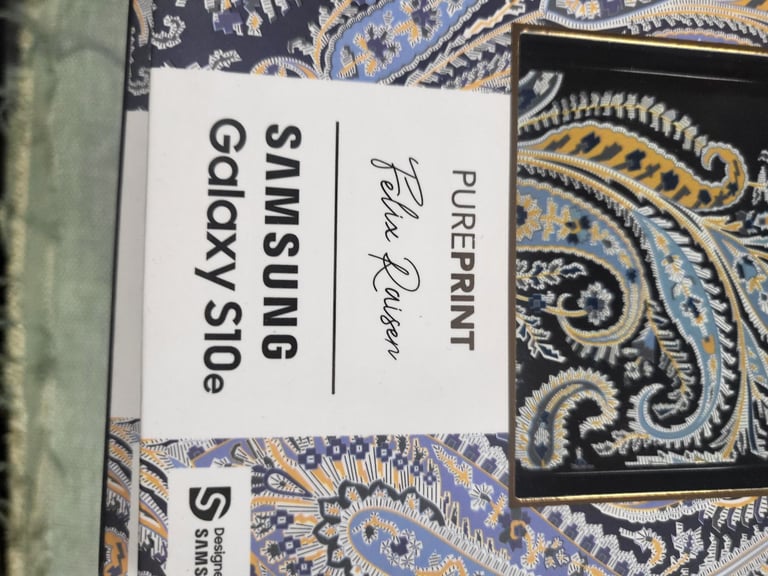 PUREPRINT
Felix Raisen
SAMSUNG
Galaxy S10e